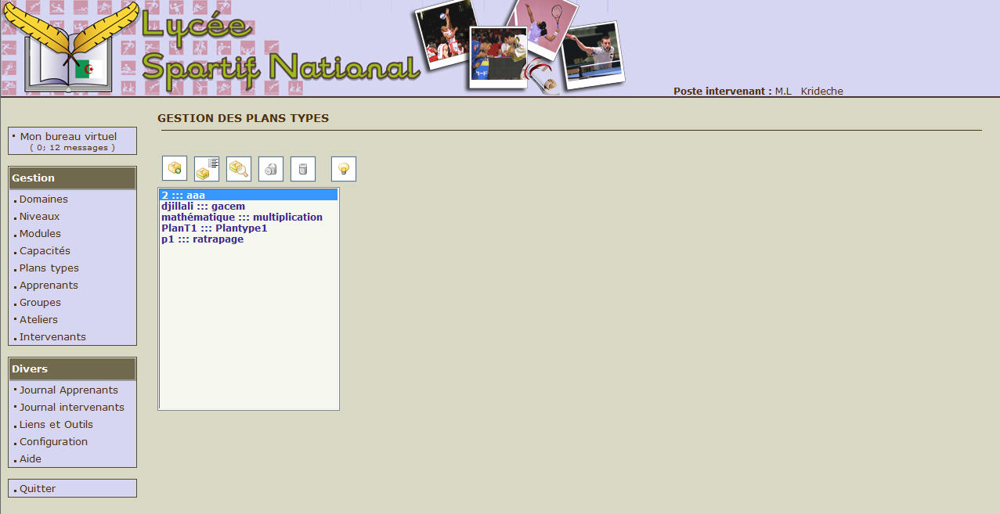 Lycée
Sportif National
Poste intervenant : M.L Krideche
GESTION DES PLANS TYPES
Mon bureau virtuel
( 0; 12 messages )
Gestion
Domaines
Niveaux
Modules
Capacités
Plans types
Apprenants
Groupes
Ateliers
Intervenants
Divers
Journal Apprenants
Journal intervenants
Liens et Outils
Configuration
Aide
Quitter
2 ::: aaa
djillali ::: gacem
mathématique ::: multiplication
PlanT1 ::: Plantype1
p1 ::: ratrapage